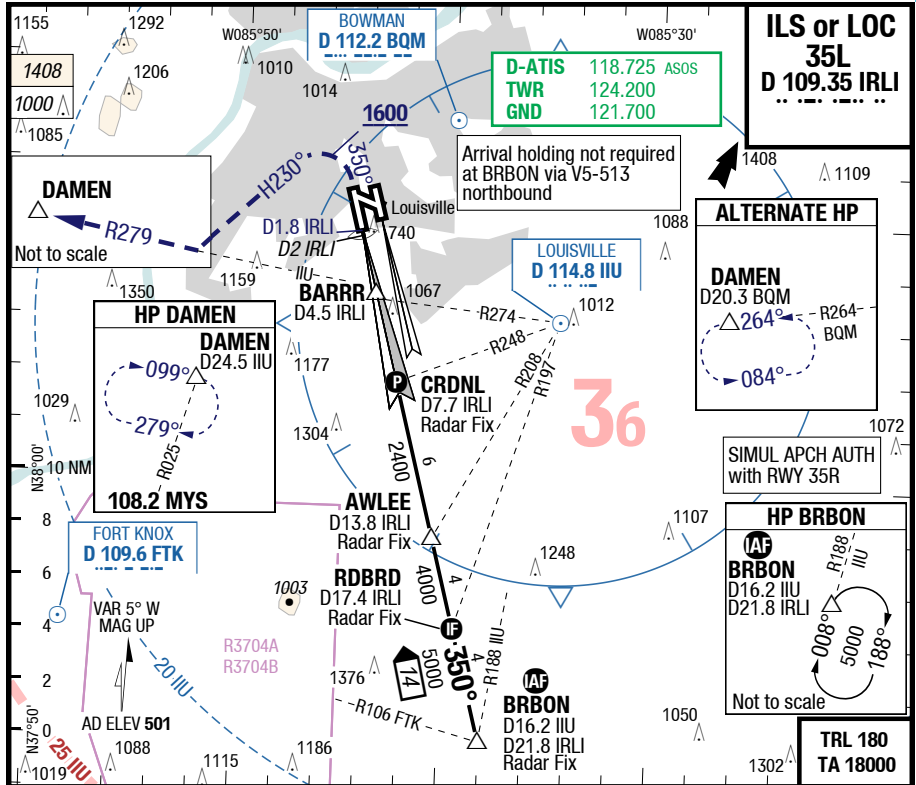 1155
1292
1408
1206
1000
1085
W085°50'
1010
BOWMAN
D 112.2 BQM
1014
W085°30'
D-ATIS 118.725 ASOS
TWR 124.200
GND 121.700
ILS or LOC
35L
D 109.35 IRLI
1600
350°
H230°
Arrival holding not required
at BRBON via V5-513
northbound
1408
1109
DAMEN
R279
Not to scale
Louisville
D1.8 IRLI
D2 IRLI
740
IIU
1159
1350
BARRR
D4.5 IRLI
1067
LOUISVILLE
D 114.8 IIU
1088
1012
R274
R248
R208
R197
ALTERNATE HP
DAMEN
D20.3 BQM
264°
R264
BQM
084°
HP DAMEN
DAMEN
D24.5 IIU
099°
279°
R025
108.2 MYS
1177
1029
1304
P
CRDNL
D7.7 IRLI
Radar Fix
36
1072
N38°00'
10 NM
2400
6
SIMUL APCH AUTH
with RWY 35R
8
AWLEE
D13.8 IRLI
Radar Fix
1107
FORT KNOX
D 109.6 FTK
1248
6
4000
4
HP BRBON
IAF
BRBON
D16.2 IIU
D21.8 IRLI
R188
IIU
008°
5000
188°
Not to scale
1003
RDBRD
D17.4 IRLI
Radar Fix
IF
4
VAR 5° W
MAG UP
R3704A
R3704B
20 IIU
1376
14
5000
350°
4
R188 IIU
IAF
BRBON
D16.2 IIU
D21.8 IRLI
Radar Fix
2
AD ELEV 501
R106 FTK
1050
0
N37°50'
25 IIU
1019
1088
1115
1186
1302
TRL 180
TA 18000